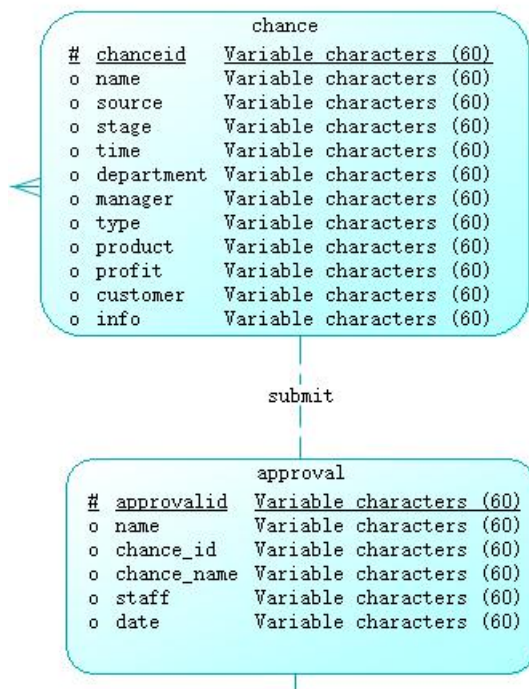 chance
# chanceid Variable characters (60)
o name Variable characters (60)
o source Variable characters (60)
o stage Variable characters (60)
o time Variable characters (60)
o department Variable characters (60)
o manager Variable characters (60)
o type Variable characters (60)
o product Variable characters (60)
o profit Variable characters (60)
o customer Variable characters (60)
o info Variable characters (60)
submit
approval
# approvalid Variable characters (60)
o name Variable characters (60)
o chance_id Variable characters (60)
o chance_name Variable characters (60)
o staff Variable characters (60)
o date Variable characters (60)